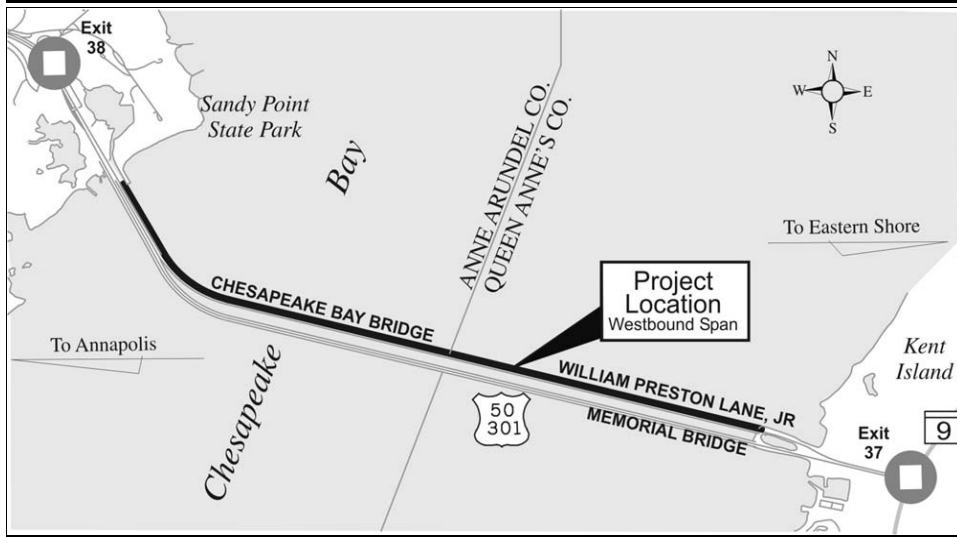 Exit
38
Sandy Point
State Park
Bay
ANNE ARUNDEL CO.
QUEEN ANNE'S CO.
N
W
E
S
To Eastern Shore
Project
Location
Westbound Span
CHESAPEAKE BAY BRIDGE
To Annapolis
Chesapeake
WILLIAM PRESTON LANE, JR
MEMORIAL BRIDGE
50
301
Kent
Island
Exit
37
9